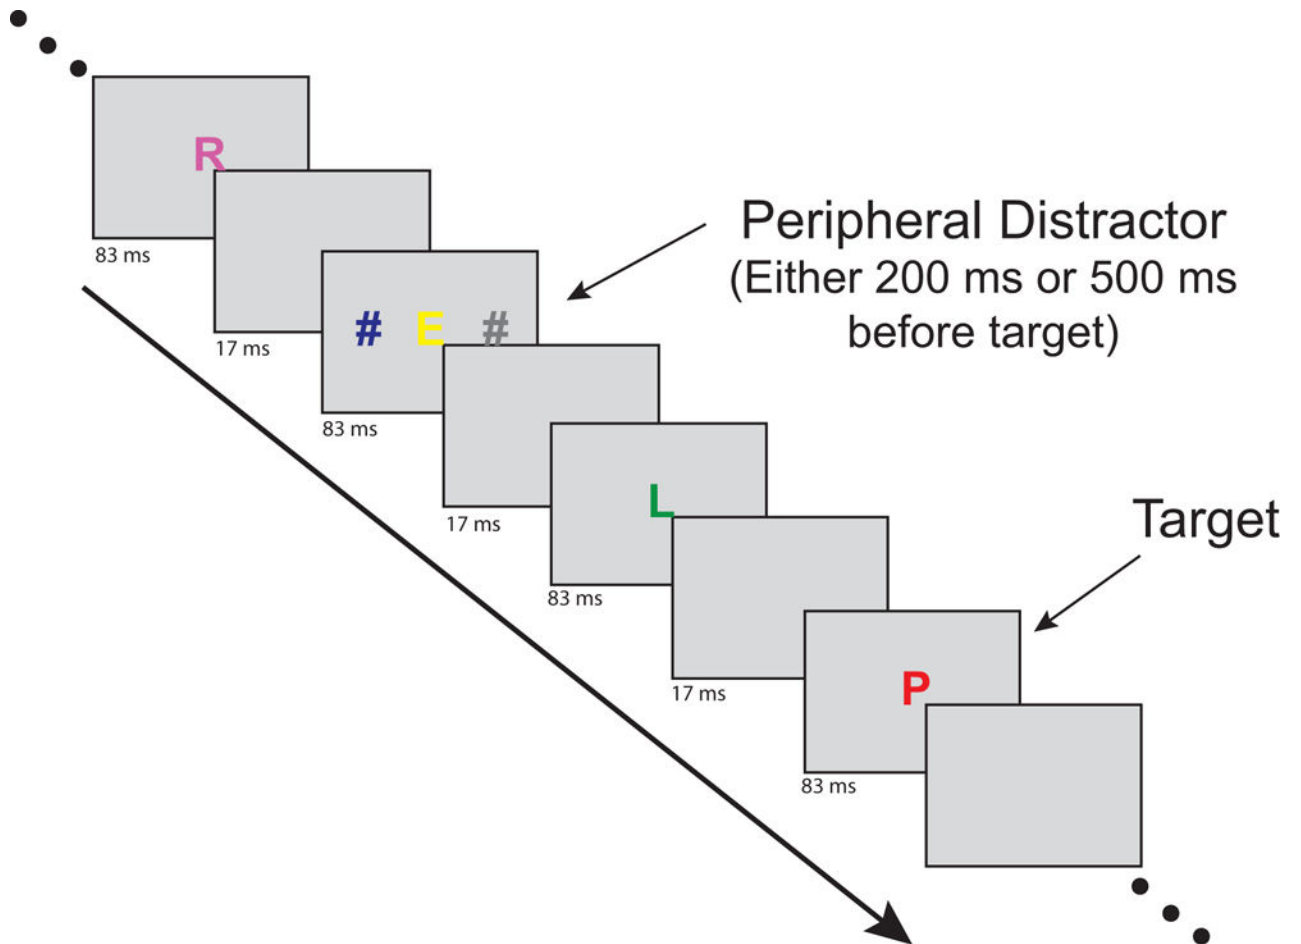 R
83 ms
17 ms
Peripheral Distractor
(Either 200 ms or 500 ms
before target)
# E #
83 ms
17 ms
L
83 ms
Target
17 ms
P
83 ms